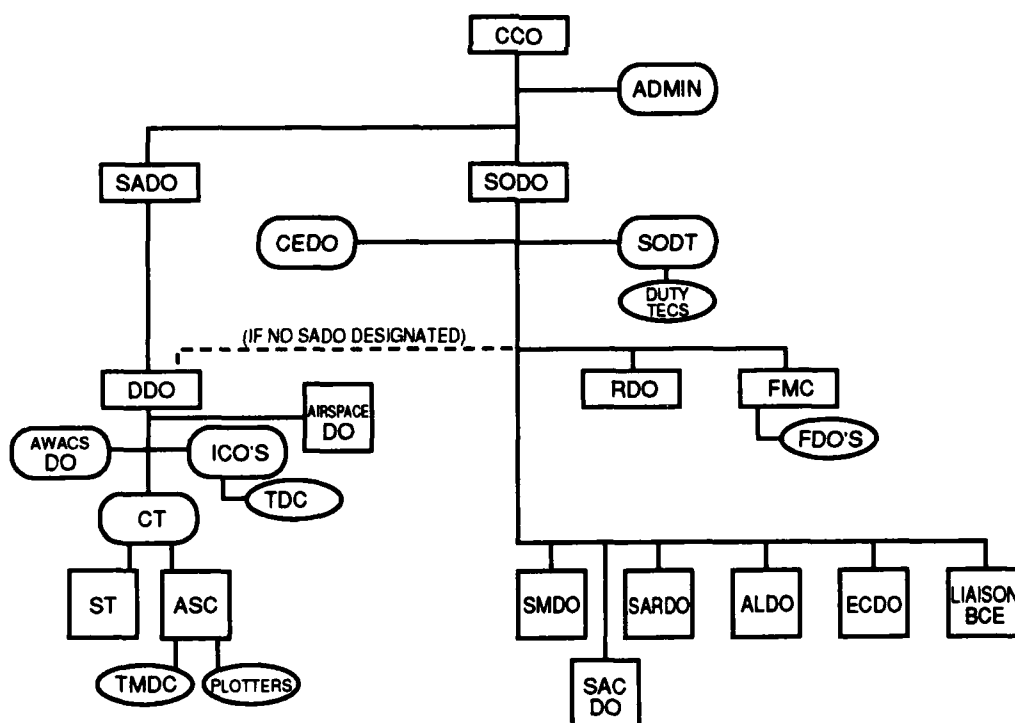 CCO
ADMIN
SADO
SODO
CEDO
SODT
DUTY
TECS
(IF NO SADO DESIGNATED)
DDO
AIRSPACE
DO
RDO
FMC
AWACS
DO
ICO'S
FDO'S
TDC
CT
ST
ASC
SMDO
SARDO
ALDO
ECDO
LIAISON
BCE
TMDC
PLOTTERS
SAC
DO